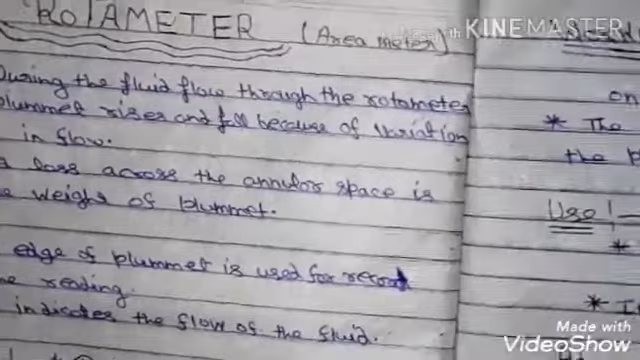 ROTAMETER (Area meter)
During the fluid flow through the rotameter
plummet rises and fall because of variation
in flow.
loss across the annular space is
weight of plummet.
edge of plummet is used for record
reading.
indicates the flow of the fluid.
on
* The
the
Use!
*
*
KINEMASTER
Made with
VideoShow